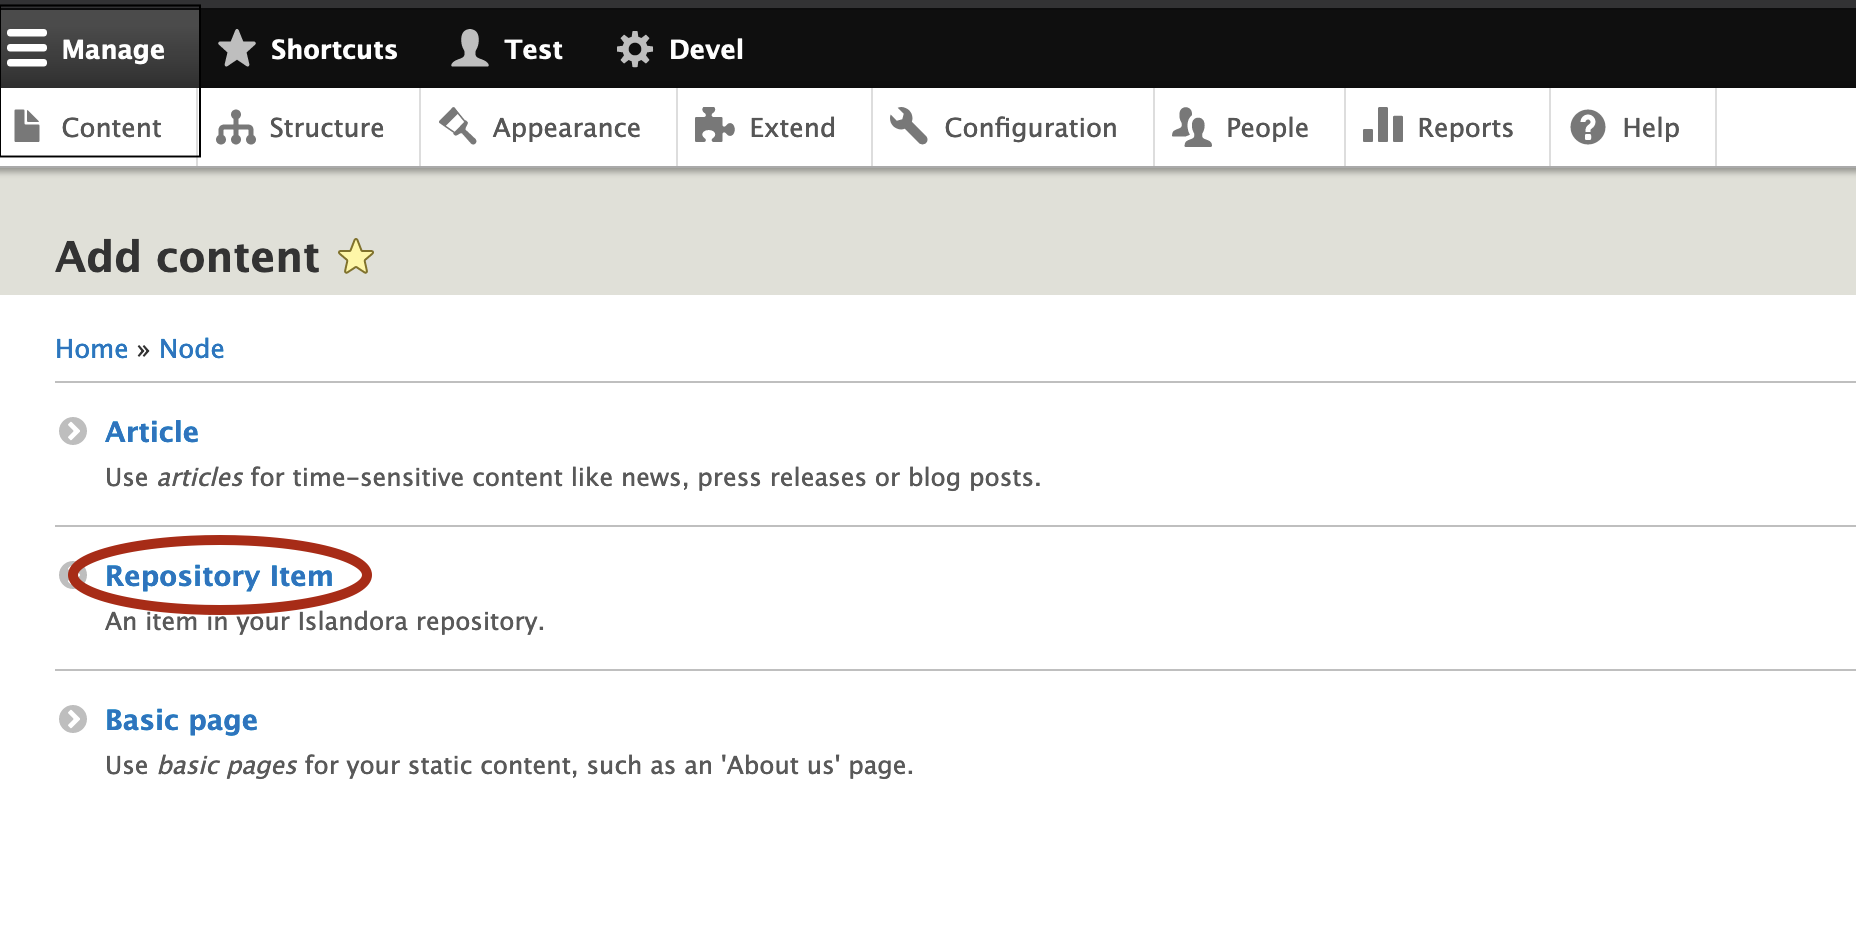 Manage Shortcuts Test Devel
Content Structure Appearance Extend Configuration People Reports Help
Add content
Home » Node
Article
Use articles for time-sensitive content like news, press releases or blog posts.
Repository Item
An item in your Islandora repository.
Basic page
Use basic pages for your static content, such as an 'About us' page.